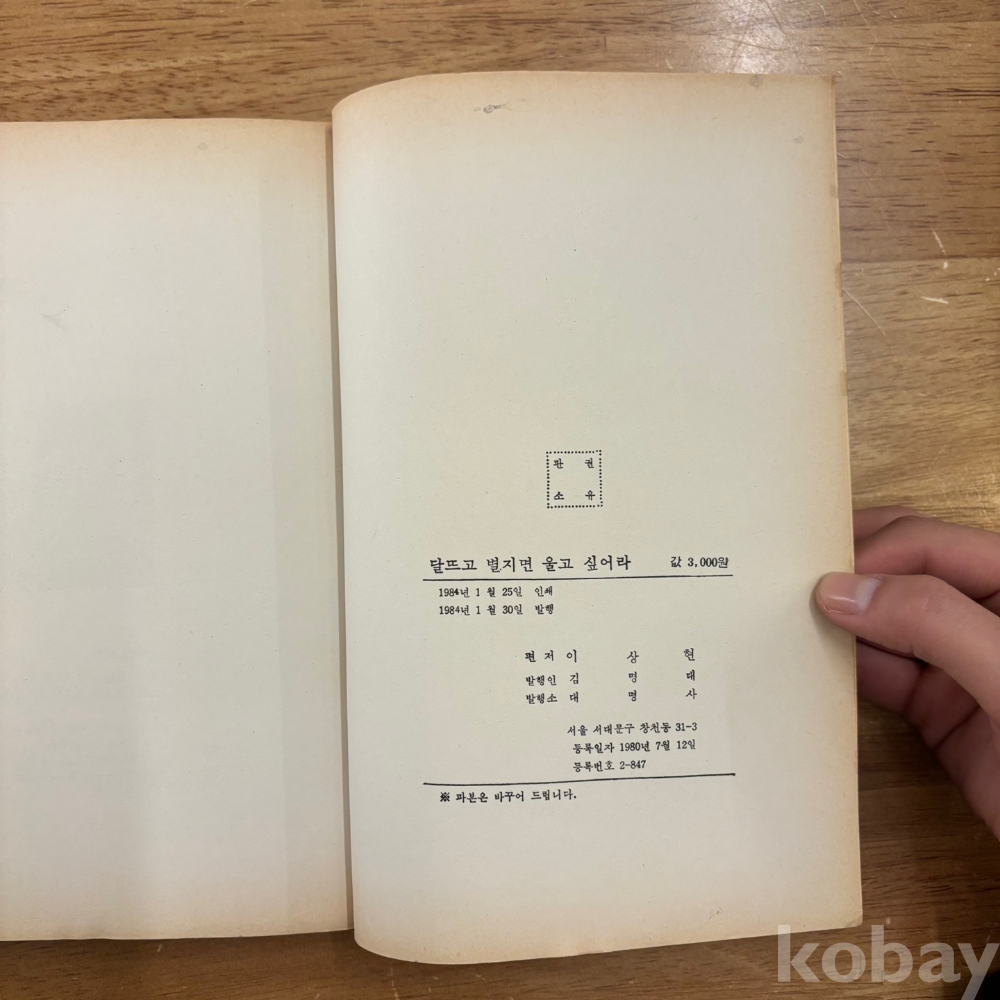 판 권
소 유
달뜨고 별지면 울고 싶어라 값 3,000원
1984년 1월 25일 인쇄
1984년 1월 30일 발행
편 저 이 상 현
발행인 김 명 대
발행소 대 명 사
서울 서대문구 창천동 31-3
등록일자 1980년 7월 12일
등록번호 2-847
※ 파본은 바꾸어 드립니다.
kobay